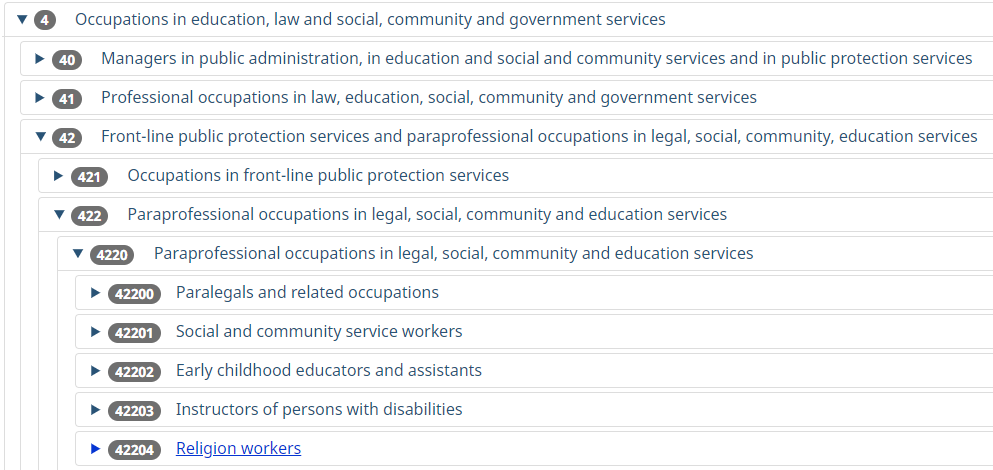 4 Occupations in education, law and social, community and government services
40 Managers in public administration, in education and social and community services and in public protection services
41 Professional occupations in law, education, social, community and government services
42 Front-line public protection services and paraprofessional occupations in legal, social, community, education services
421 Occupations in front-line public protection services
422 Paraprofessional occupations in legal, social, community and education services
4220 Paraprofessional occupations in legal, social, community and education services
42200 Paralegals and related occupations
42201 Social and community service workers
42202 Early childhood educators and assistants
42203 Instructors of persons with disabilities
42204 Religion workers